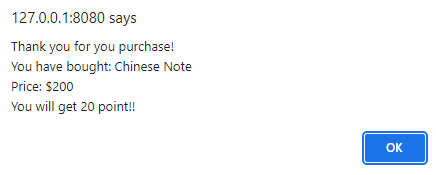 127.0.0.1:8080 says
Thank you for you purchase!
You have bought: Chinese Note
Price: $200
You will get 20 point!!
OK